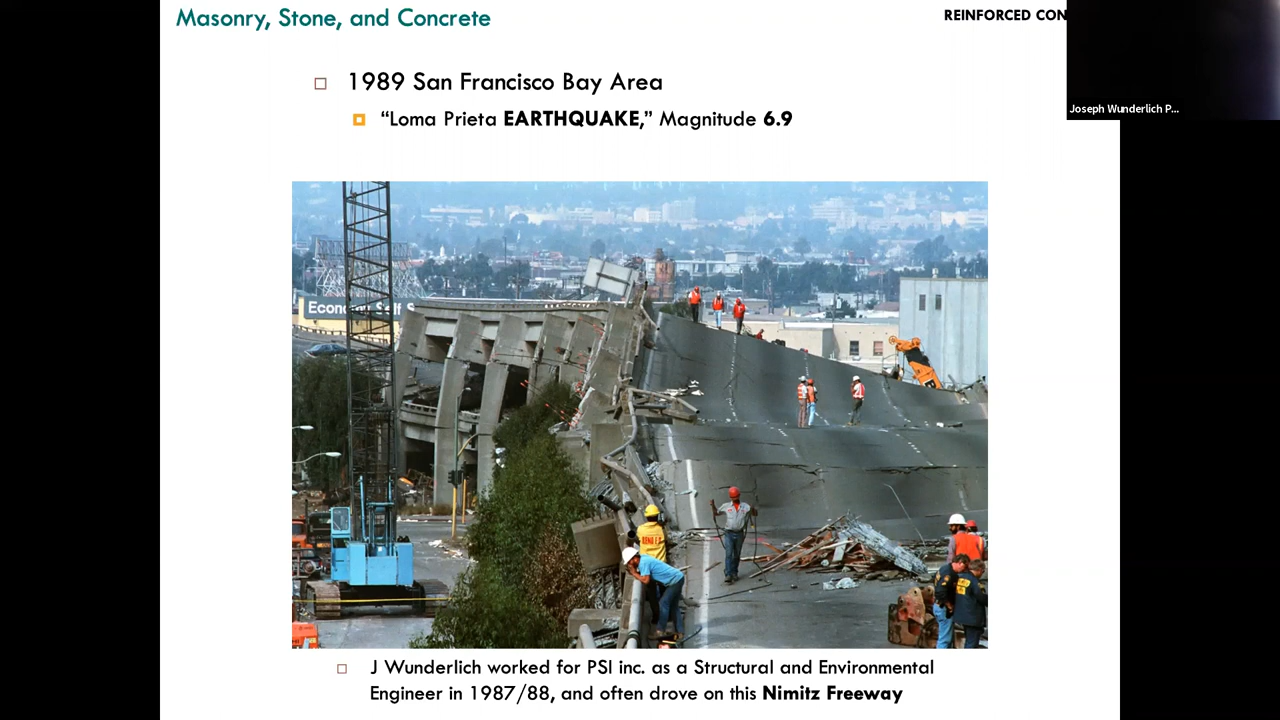 Masonry, Stone, and Concrete
REINFORCED CON
Joseph Wunderlich P...
1989 San Francisco Bay Area
“Loma Prieta EARTHQUAKE,” Magnitude 6.9
J Wunderlich worked for PSI inc. as a Structural and Environmental
Engineer in 1987/88, and often drove on this Nimitz Freeway